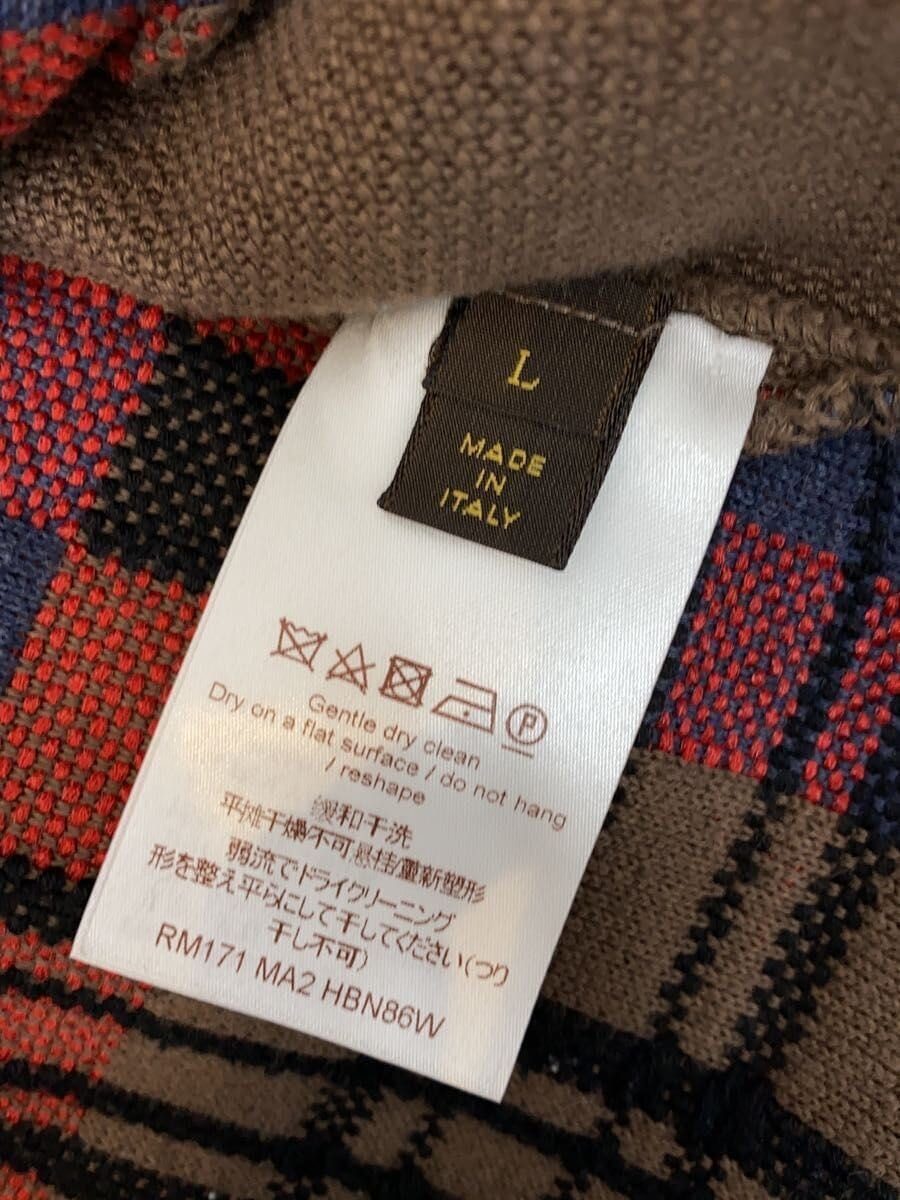 L
MADE
IN
ITALY
P
Gentle dry clean
Dry on a flat surface / do not hang
/ reshape
缓和干洗
平摊干燥不可悬挂重新塑形
弱流でドライクリーニング
形を整え平らにして干してください(つり
干し不可)
RM171 MA2 HBN86W